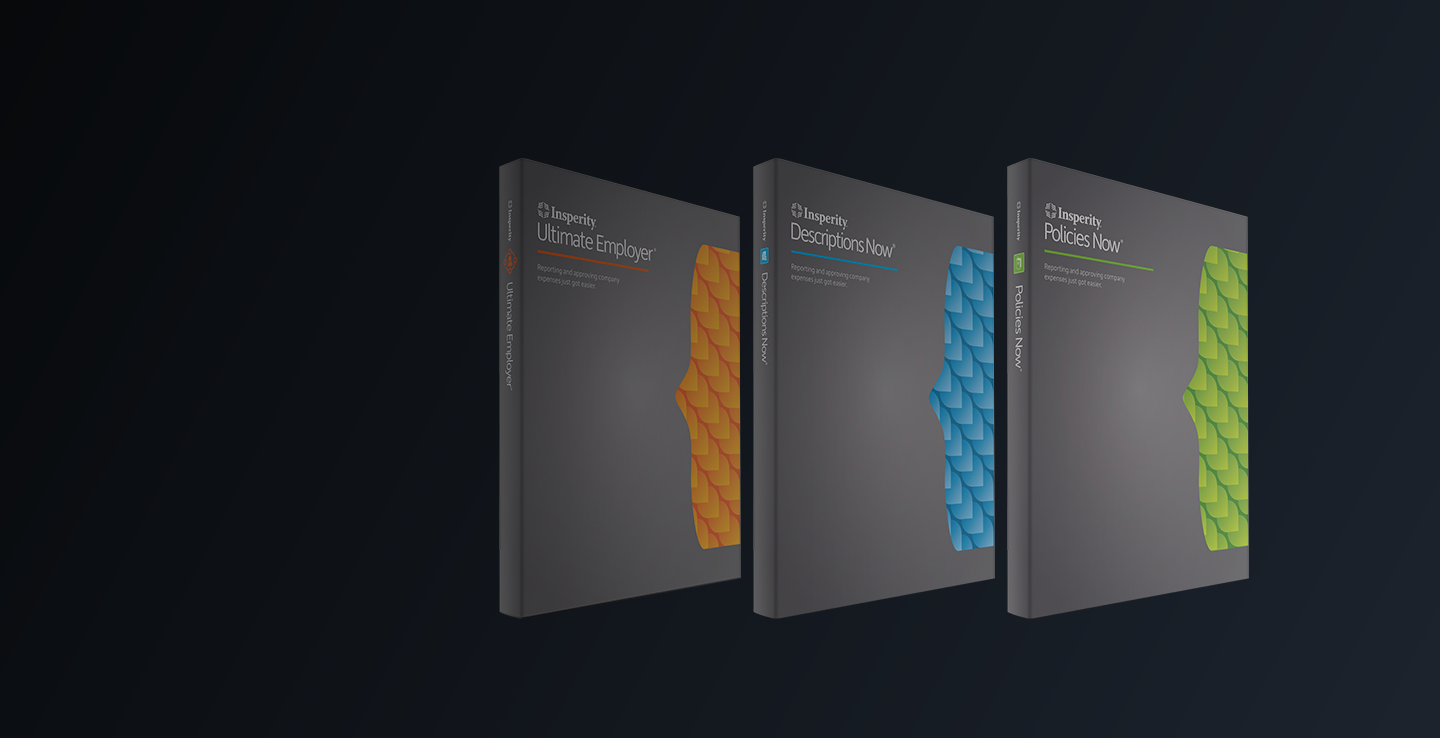 Insperity
Ultimate Employer®
Reporting and approving company
expenses just got easier.
Insperity
Ultimate Employer®
Insperity
Descriptions Now®
Reporting and approving company
expenses just got easier.
Insperity
Descriptions Now®
Insperity
Policies Now®
Reporting and approving company
expenses just got easier.
Insperity
Policies Now®